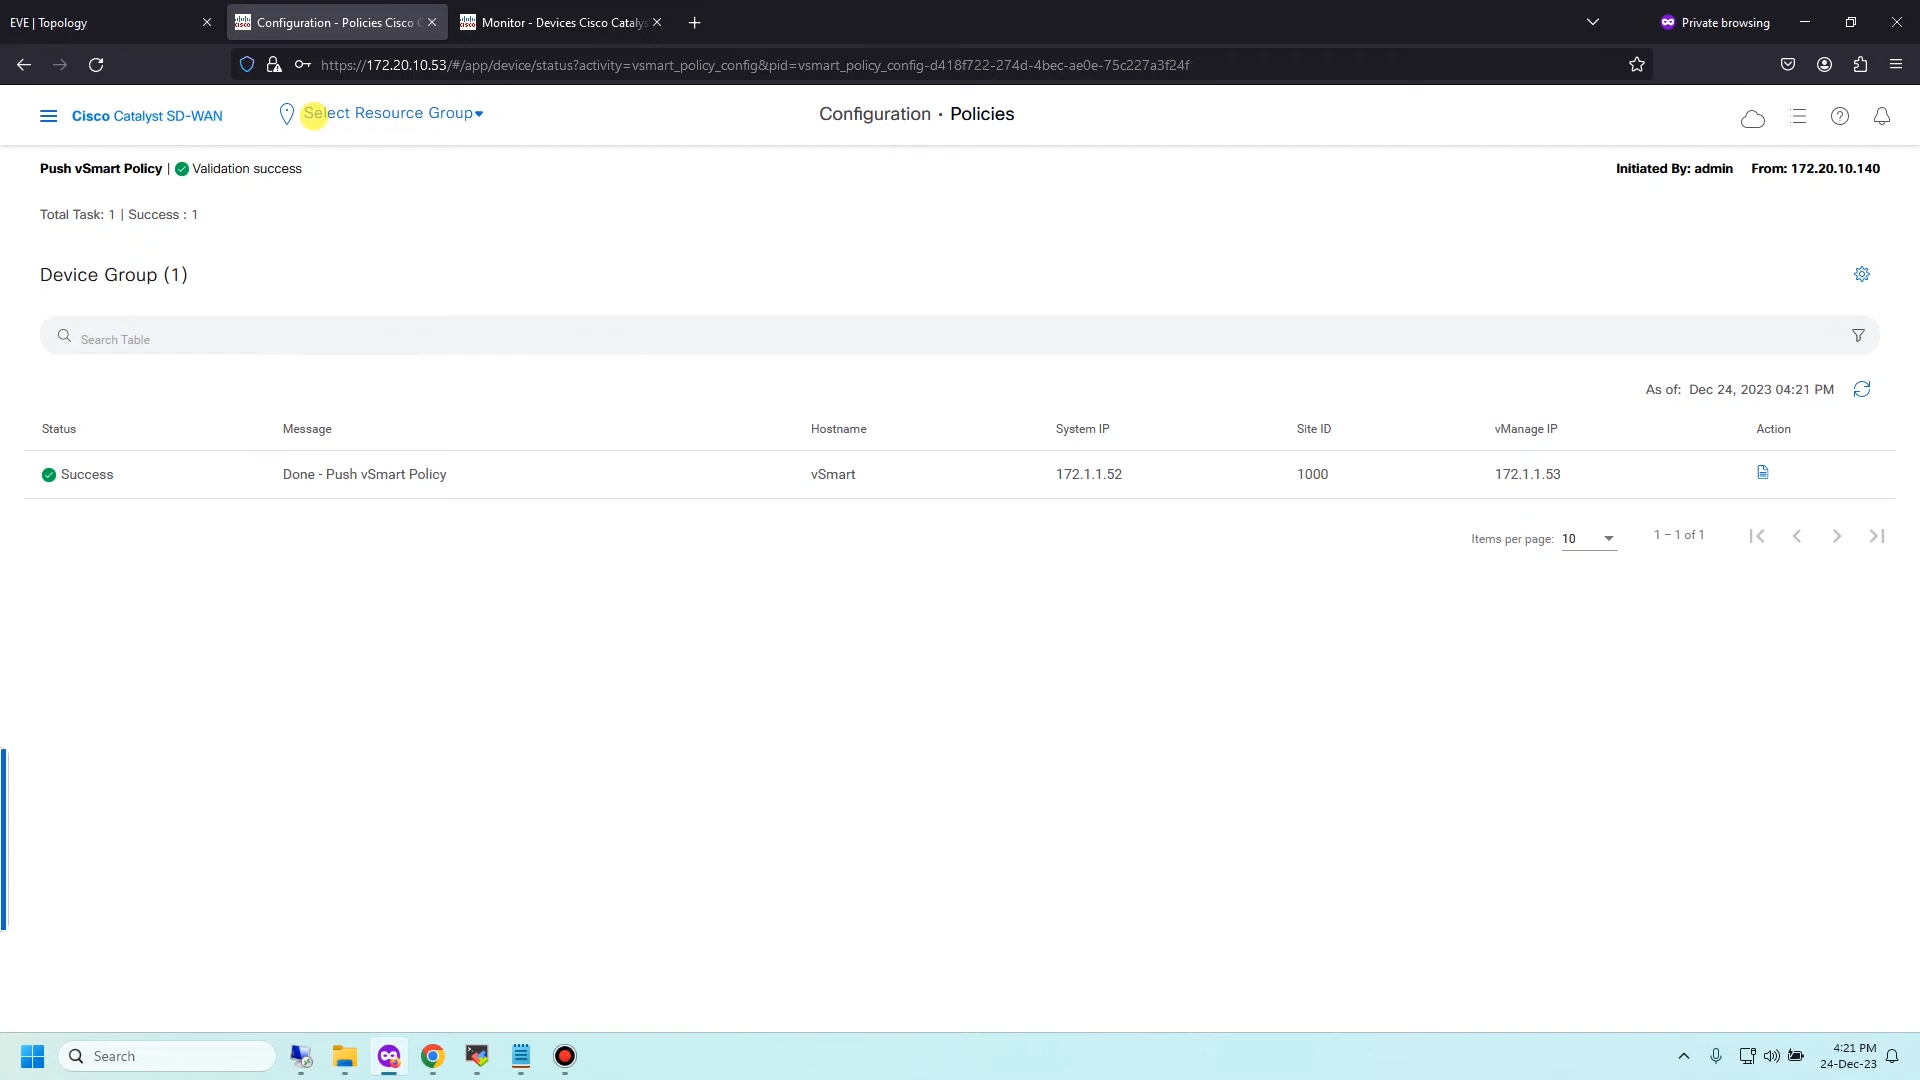 EVE | Topology
Configuration - Policies Cisco C
Monitor - Devices Cisco Catalys
Private browsing
https://172.20.10.53/#/app/device/status?activity=vsmart_policy_config&pid=vsmart_policy_config-d418f722-274d-4bec-ae0e-75c227a3f24f
Cisco Catalyst SD-WAN
Select Resource Group
Configuration · Policies
Push vSmart Policy | Validation success
Initiated By: admin From: 172.20.10.140
Total Task: 1 | Success : 1
Device Group (1)
Search Table
As of: Dec 24, 2023 04:21 PM
Status Message Hostname System IP Site ID vManage IP Action
Success Done - Push vSmart Policy vSmart 172.1.1.52 1000 172.1.1.53
Items per page: 10 1 – 1 of 1
Search
4:21 PM
24-Dec-23